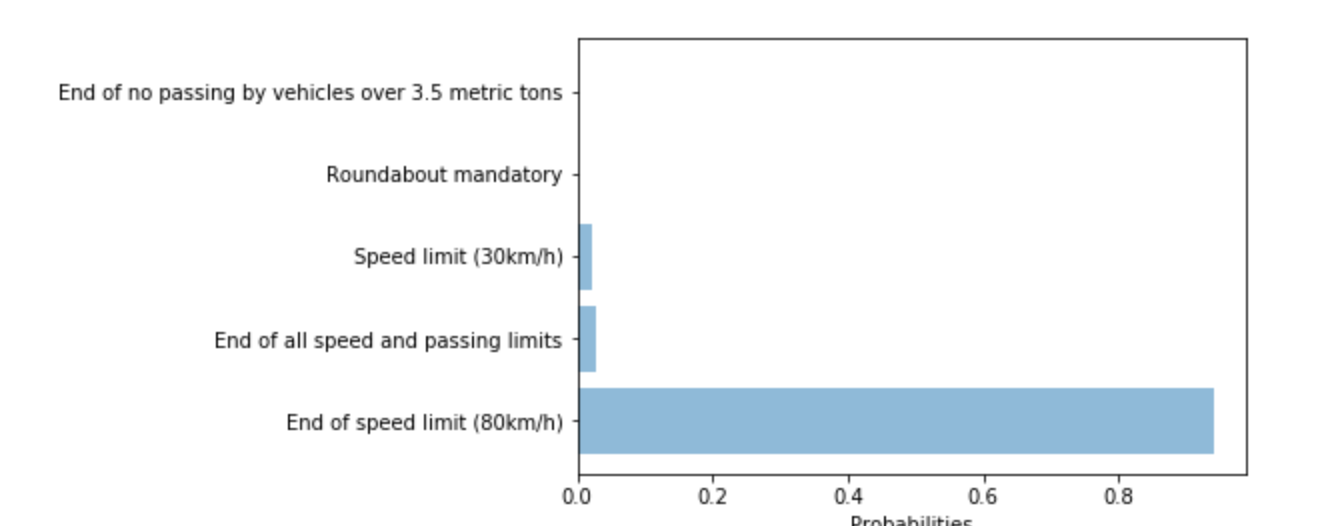 End of no passing by vehicles over 3.5 metric tons
Roundabout mandatory
Speed limit (30km/h)
End of all speed and passing limits
End of speed limit (80km/h)
0.0 0.2 0.4 0.6 0.8
Probabilities